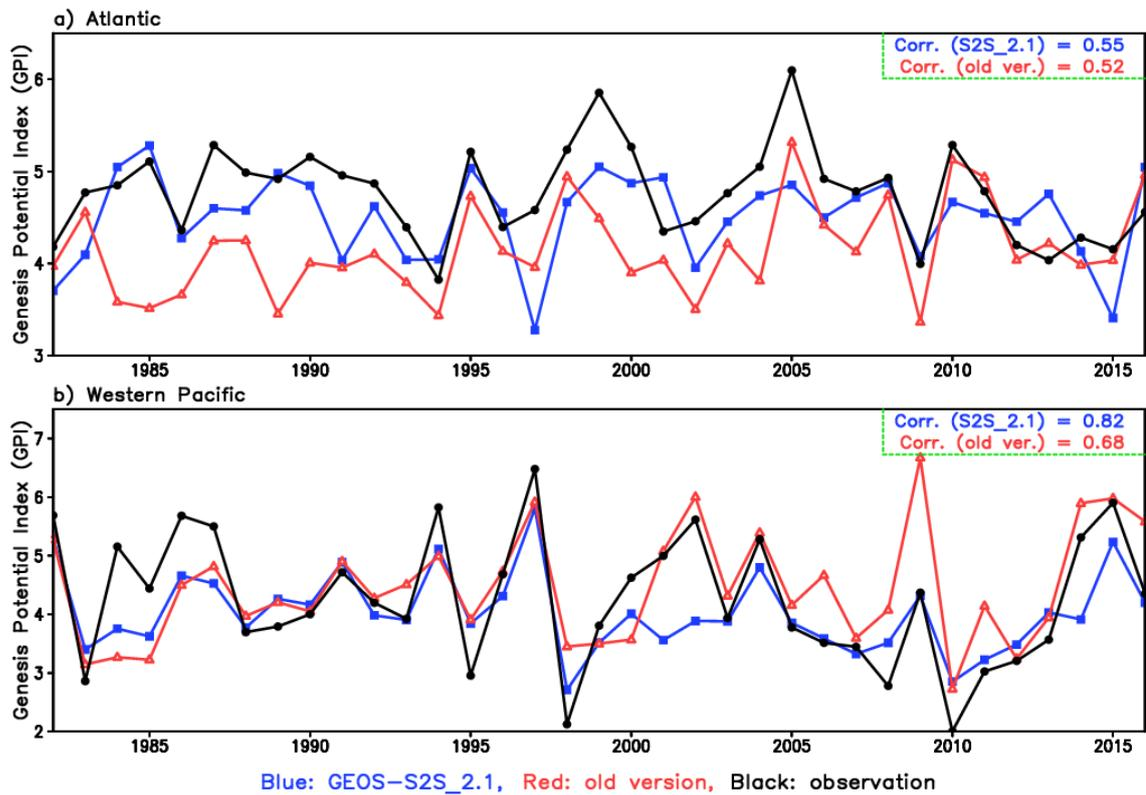 a) Atlantic
Corr. (S2S_2.1) = 0.55
Corr. (old ver.) = 0.52
Genesis Potential Index (GPI)
6
5
4
3
1985 1990 1995 2000 2005 2010 2015
b) Western Pacific
Corr. (S2S_2.1) = 0.82
Corr. (old ver.) = 0.68
Genesis Potential Index (GPI)
7
6
5
4
3
2
1985 1990 1995 2000 2005 2010 2015
Blue: GEOS-S2S_2.1, Red: old version, Black: observation